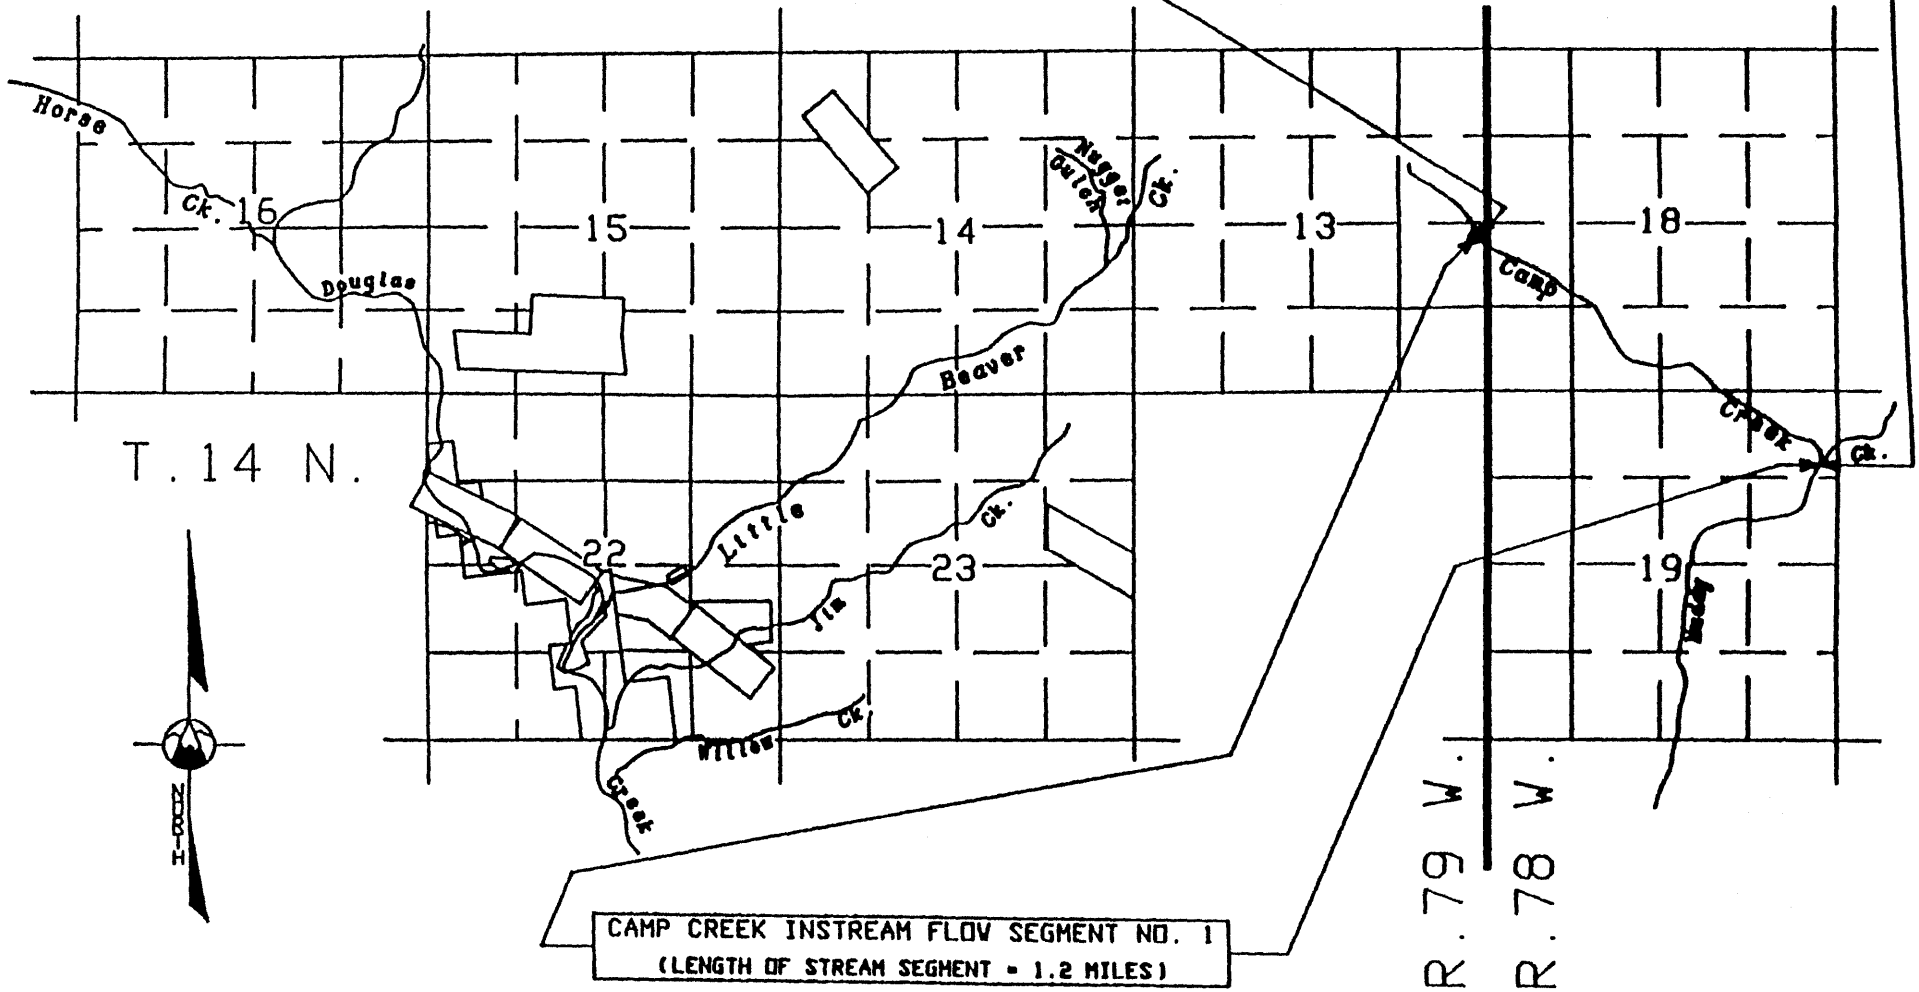 Horse
Ck.
16
15
14
13
18
Nugget
Gulch
Ck.
Douglas
Camp
Beaver
Creek
Ck.
T. 14 N.
Little
Ck.
22
23
19
Jim
Muddy
Willow
Ck.
Creek
NORTH
R. 79 W.
R. 78 W.
CAMP CREEK INSTREAM FLOW SEGMENT NO. 1
(LENGTH OF STREAM SEGMENT = 1.2 MILES)